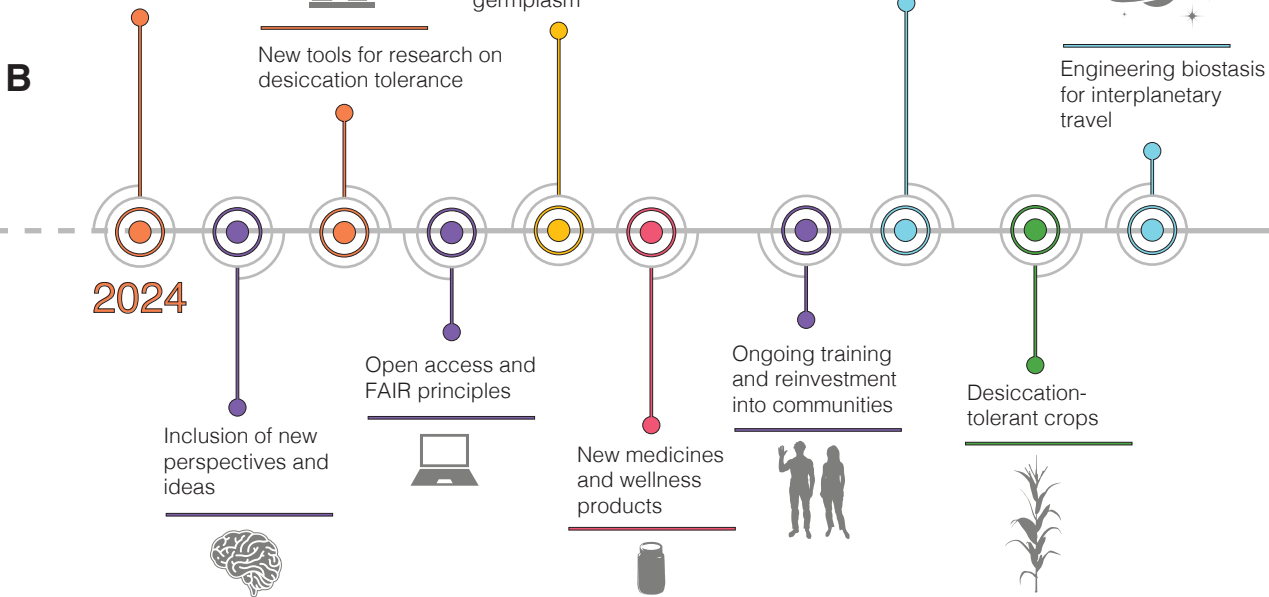 germplasm
New tools for research on
desiccation tolerance
B
Engineering biostasis
for interplanetary
travel
2024
Open access and
FAIR principles
Ongoing training
and reinvestment
into communities
Desiccation-
tolerant crops
Inclusion of new
perspectives and
ideas
New medicines
and wellness
products